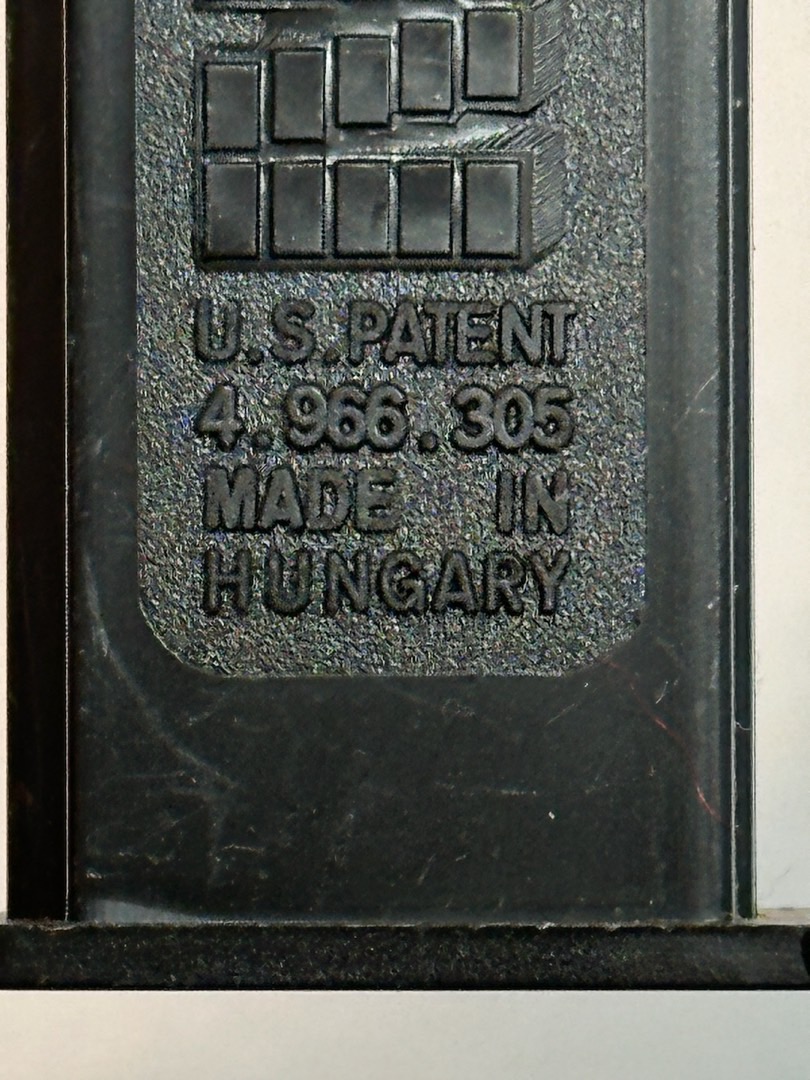 U.S.PATENT
4.966.305
MADE IN
HUNGARY